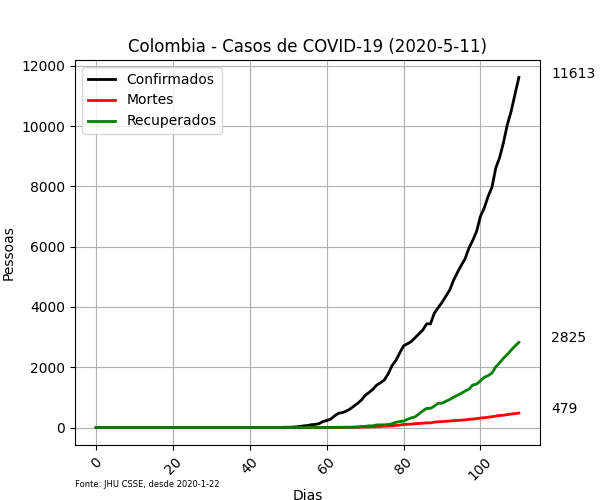 Colombia - Casos de COVID-19 (2020-5-11)
Confirmados
Mortes
Recuperados
Pessoas
12000
10000
8000
6000
4000
2000
0
11613
2825
479
0
20
40
60
80
100
Dias
Fonte: JHU CSSE, desde 2020-1-22